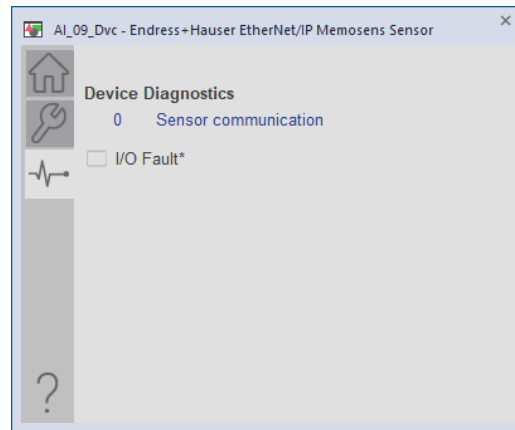 AI_09_Dvc - Endress+Hauser EtherNet/IP Memosens Sensor
Device Diagnostics
0 Sensor communication
I/O Fault*
?